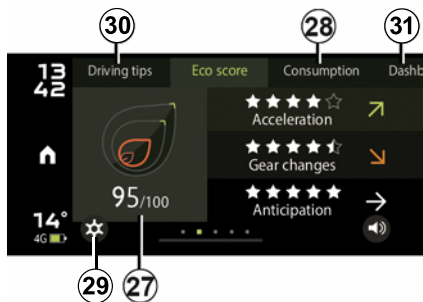 30
28
31
13
42
Driving tips
Eco score
Consumption
Dashb
Acceleration
Gear changes
95/100
Anticipation
14°
4G
29
27